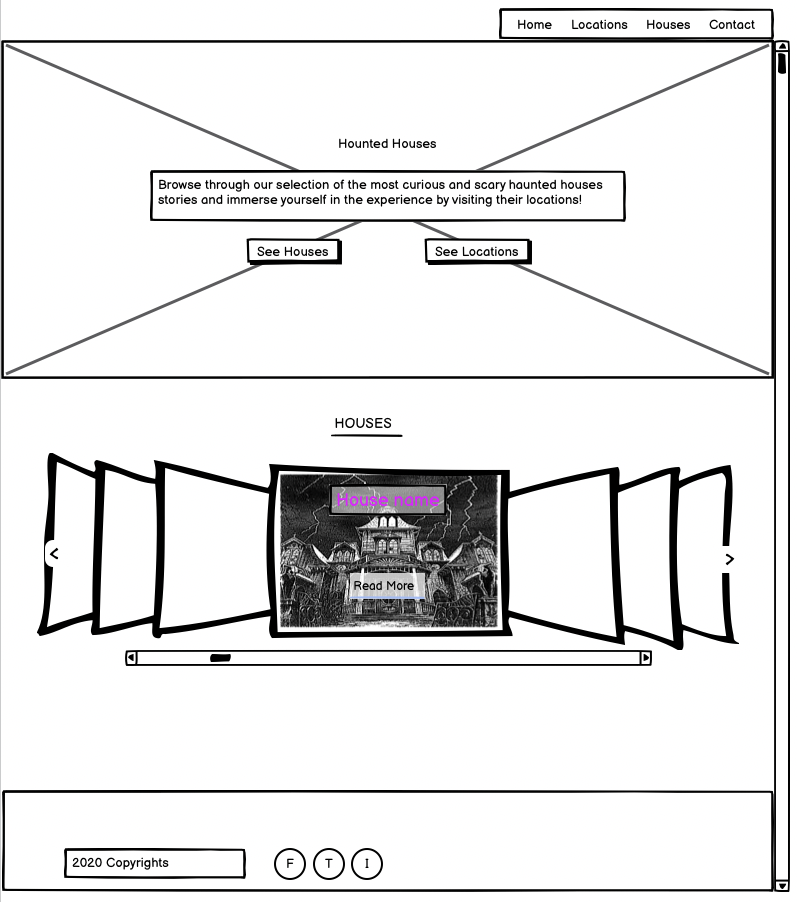 Home Locations Houses Contact
Hounted Houses
Browse through our selection of the most curious and scary haunted houses
stories and immerse yourself in the experience by visiting their locations!
See Houses See Locations
HOUSES
House name
Read More
< >
2020 Copyrights F T I